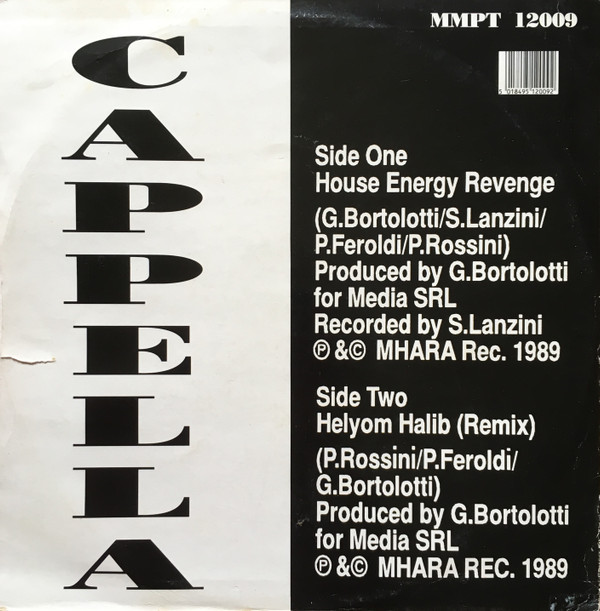 CAPPELLA
MMPT 12009
5 018495 120092
Side One
House Energy Revenge
(G.Bortolotti/S.Lanzini/
P.Feroldi/P.Rossini)
Produced by G.Bortolotti
for Media SRL
Recorded by S.Lanzini
℗ &© MHARA Rec. 1989
Side Two
Helyom Halib (Remix)
(P.Rossini/P.Feroldi/
G.Bortolotti)
Produced by G.Bortolotti
for Media SRL
℗ &© MHARA REC. 1989